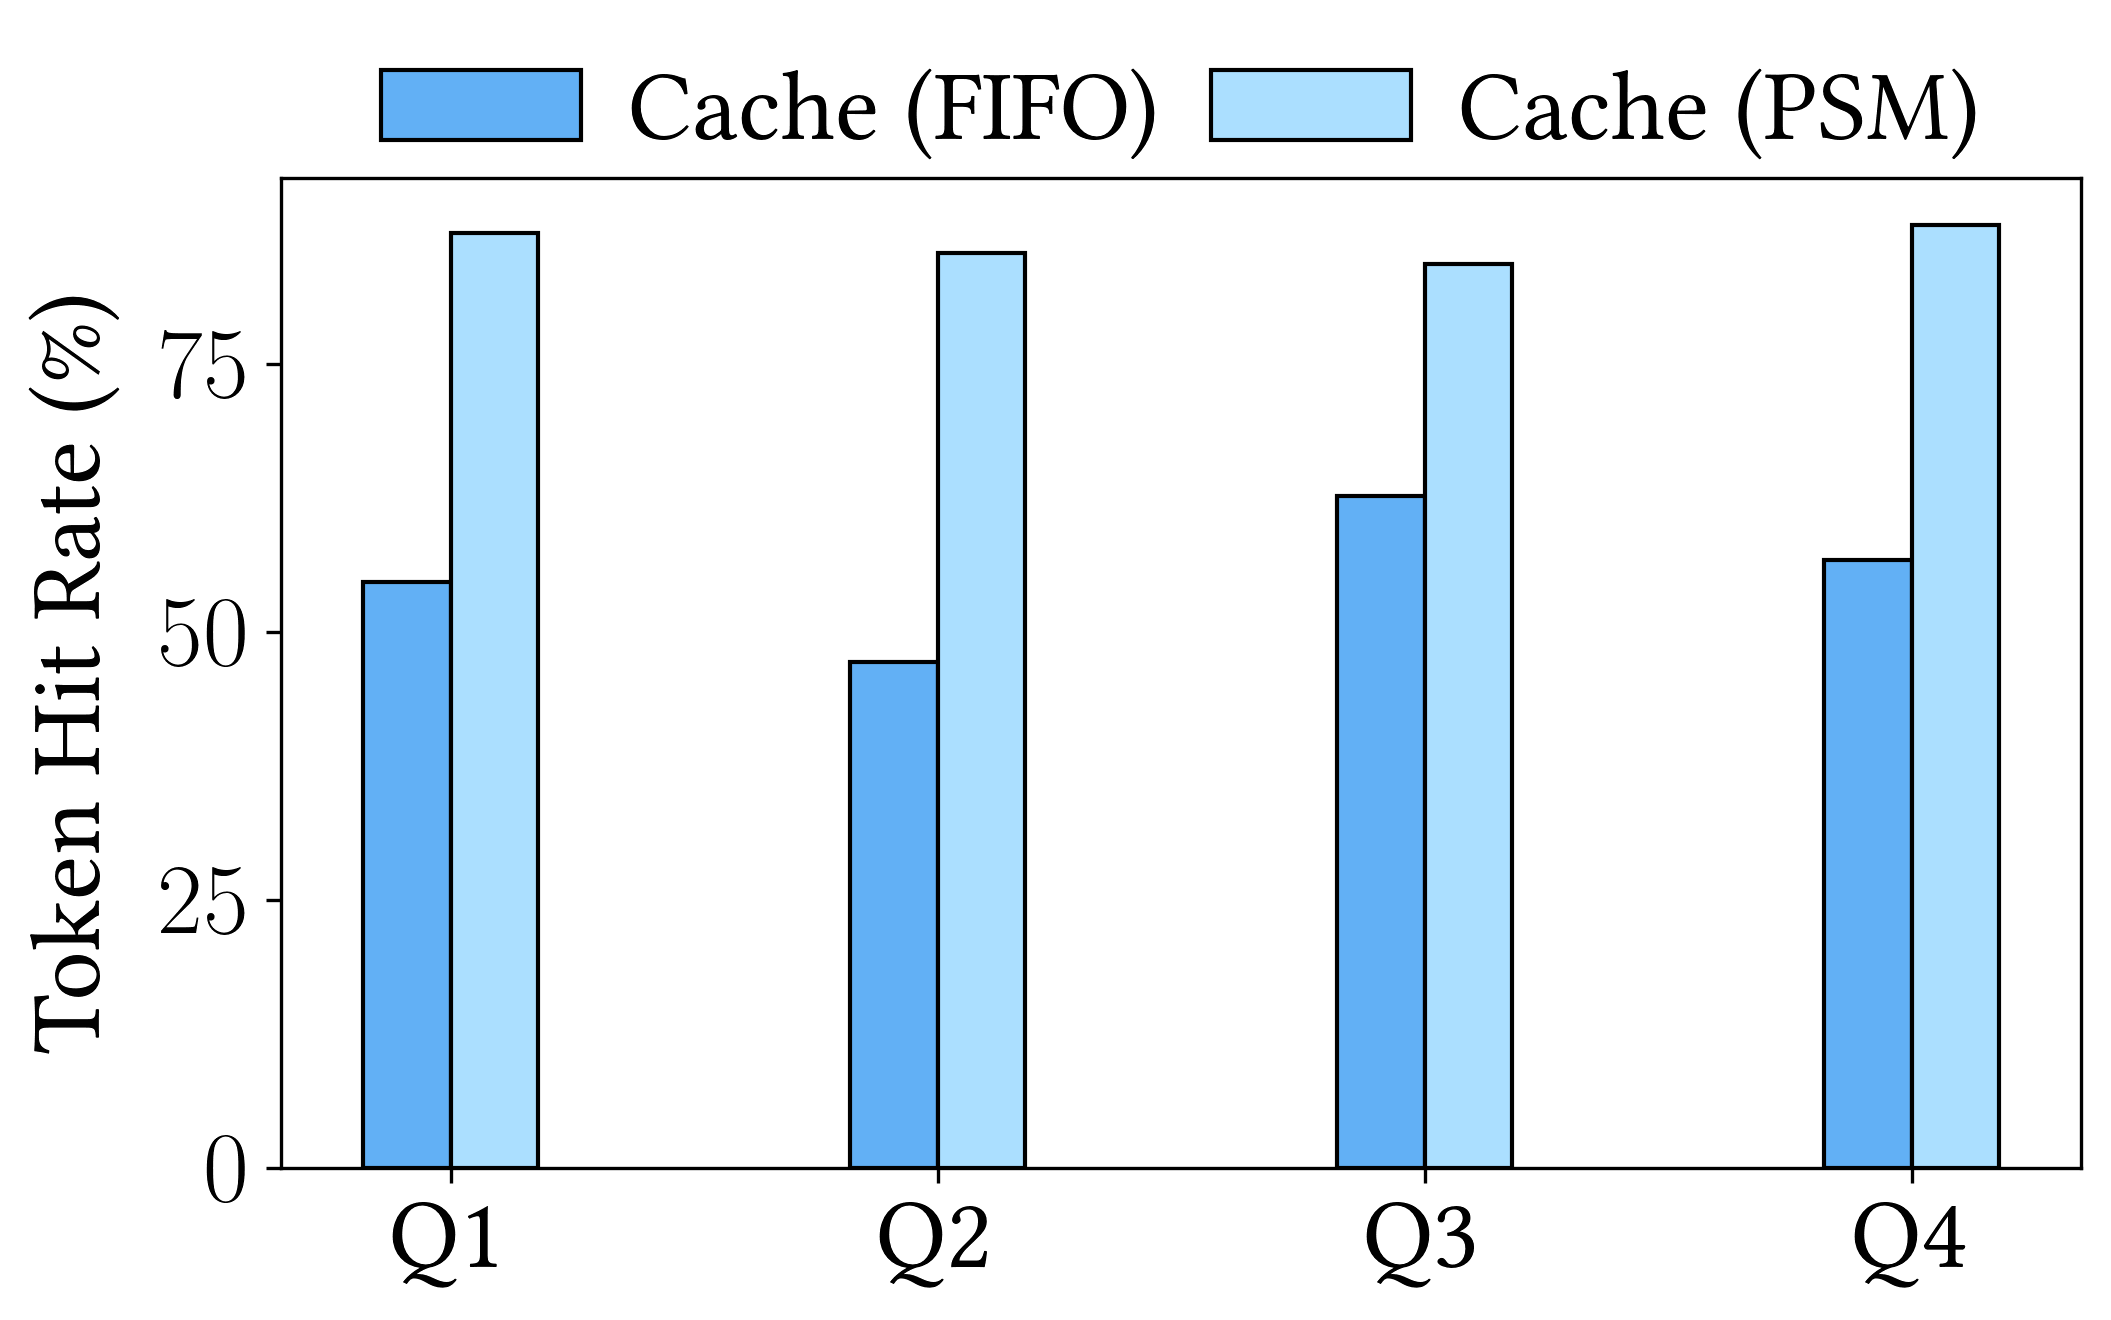 Cache (FIFO) Cache (PSM)
Token Hit Rate (%)
75
50
25
0
Q1 Q2 Q3 Q4